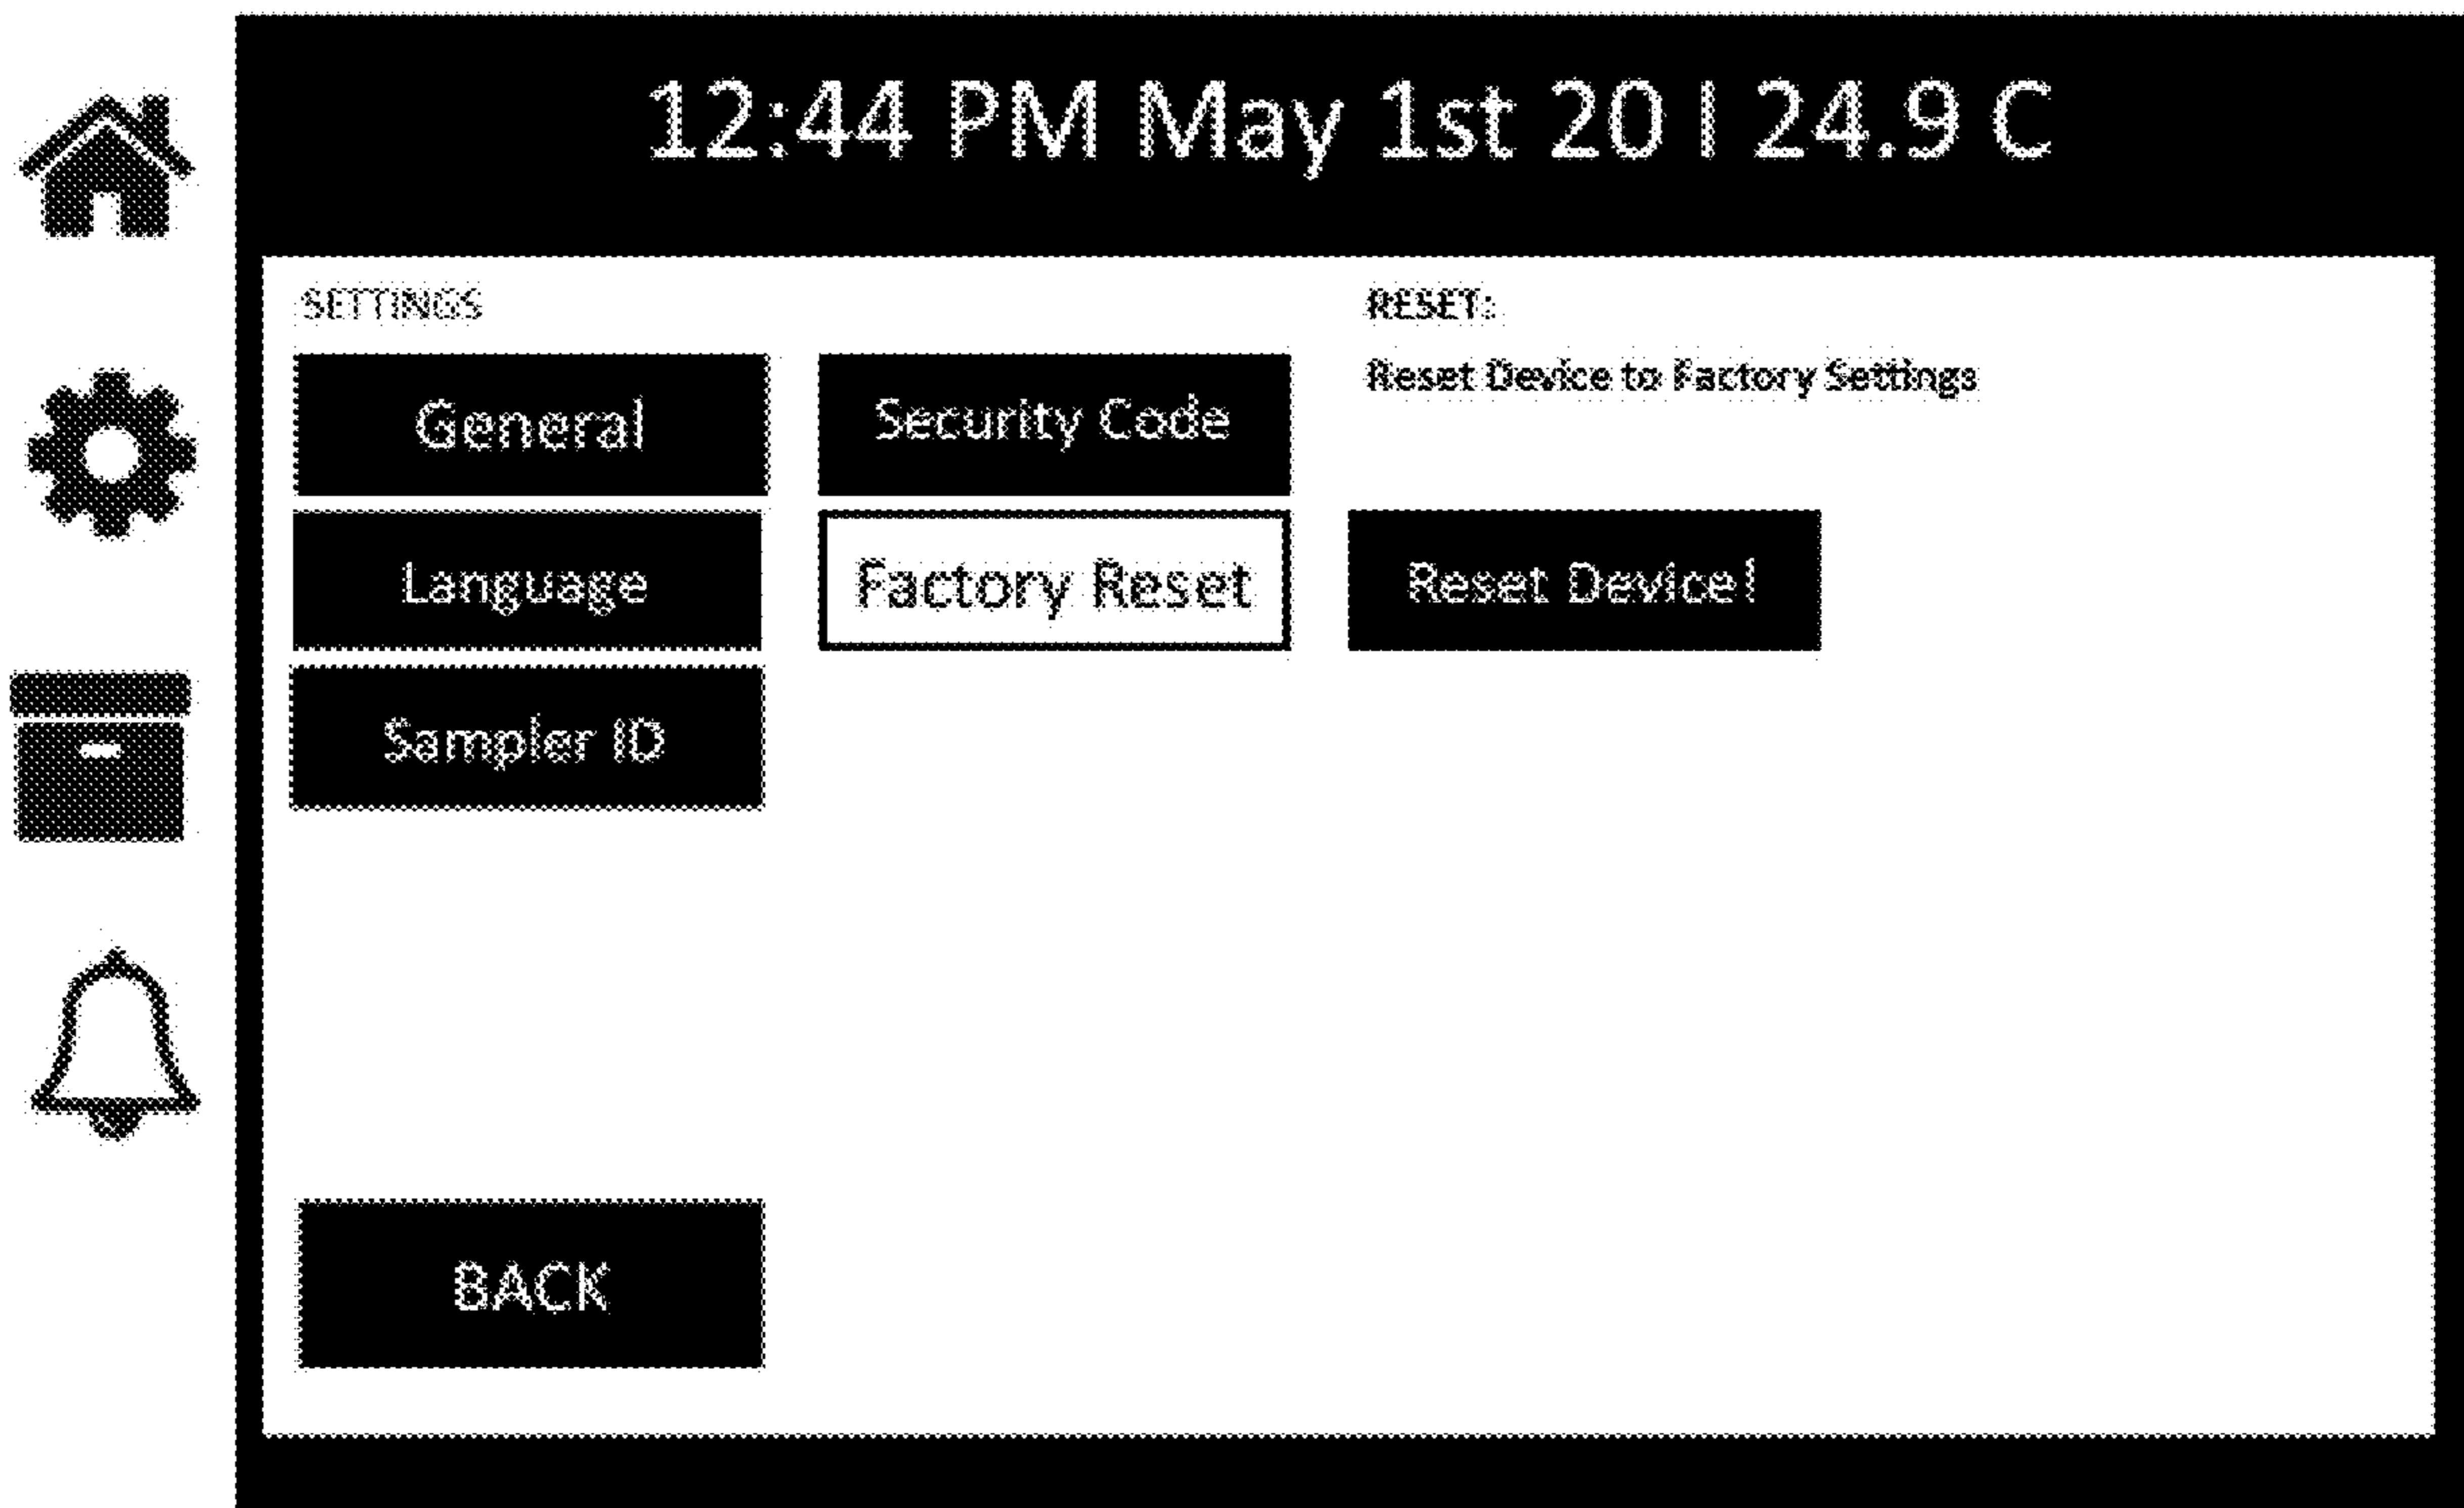 12:44 PM May 1st 20 I 24.9 C
SETTINGS
General
Language
Sampler ID
Security Code
Factory Reset
RESET:
Reset Device to Factory Settings
Reset Device!
BACK